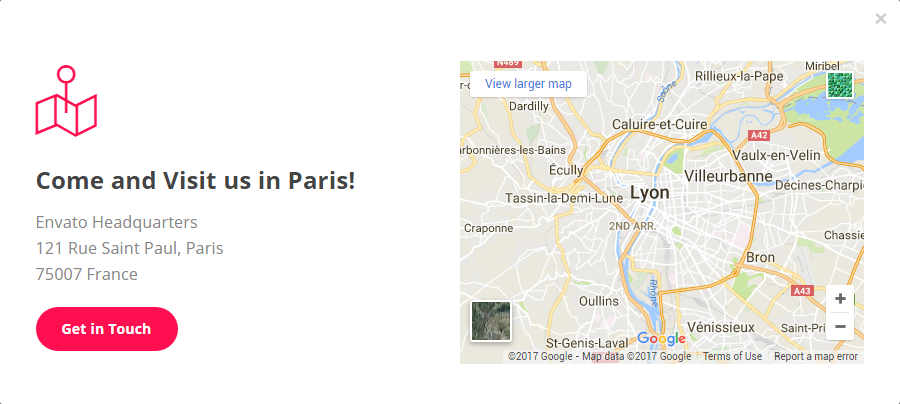 ×
Come and Visit us in Paris!
Envato Headquarters
121 Rue Saint Paul, Paris
75007 France
Get in Touch
N489
Miribel
View larger map
Rillieux-la-Pape
Saône
Dardilly
Caluire-et-Cuire
A42
arbonnières-les-Bains
Vaulx-en-Velin
Écully
Villeurbanne
Décines-Charpi
Tassin-la-Demi-Lune
Lyon
Craponne
2ND ARR.
Chassie
Bron
Rhône
A43
Oullins
+
Vénissieux
Saint-Pri
−
Google
St-Genis-Laval
©2017 Google - Map data ©2017 Google
Terms of Use
Report a map error